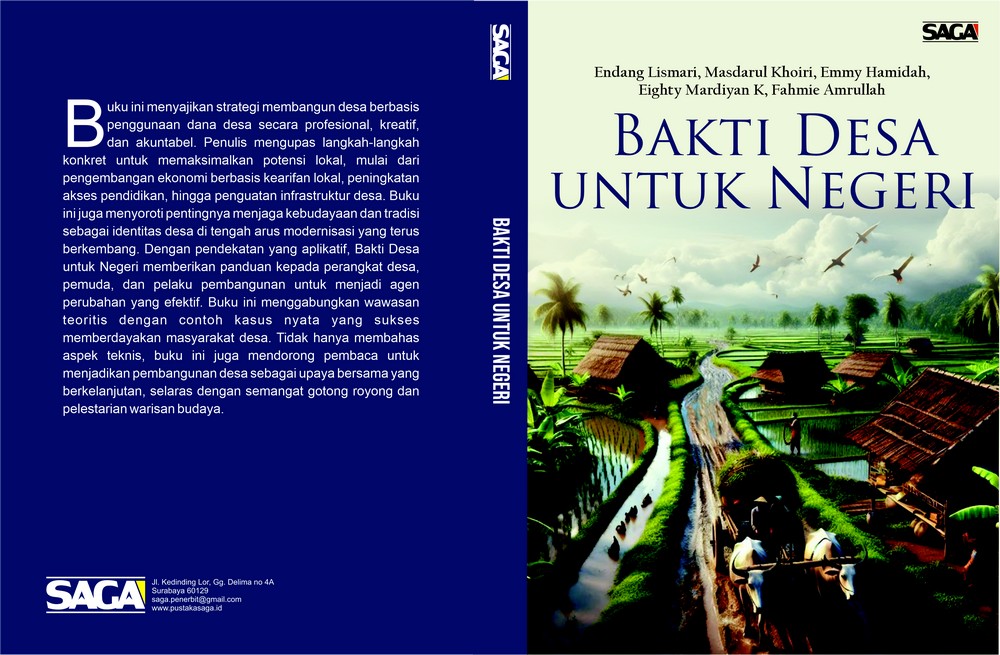 Buku ini menyajikan strategi membangun desa berbasis
penggunaan dana desa secara profesional, kreatif,
dan akuntabel. Penulis mengupas langkah-langkah
konkret untuk memaksimalkan potensi lokal, mulai dari
pengembangan ekonomi berbasis kearifan lokal, peningkatan
akses pendidikan, hingga penguatan infrastruktur desa. Buku
ini juga menyoroti pentingnya menjaga kebudayaan dan tradisi
sebagai identitas desa di tengah arus modernisasi yang terus
berkembang. Dengan pendekatan yang aplikatif, Bakti Desa
untuk Negeri memberikan panduan kepada perangkat desa,
pemuda, dan pelaku pembangunan untuk menjadi agen
perubahan yang efektif. Buku ini menggabungkan wawasan
teoritis dengan contoh kasus nyata yang sukses
memberdayakan masyarakat desa. Tidak hanya membahas
aspek teknis, buku ini juga mendorong pembaca untuk
menjadikan pembangunan desa sebagai upaya bersama yang
berkelanjutan, selaras dengan semangat gotong royong dan
pelestarian warisan budaya.
SAGA
Jl. Kedinding Lor, Gg. Delima no 4A
Surabaya 60129
saga.penerbit@gmail.com
www.pustakasaga.id
SAGA
BAKTI DESA UNTUK NEGERI
SAGA
Endang Lismari, Masdarul Khoiri, Emmy Hamidah,
Eighty Mardiyan K, Fahmie Amrullah
BAKTI DESA
UNTUK NEGERI